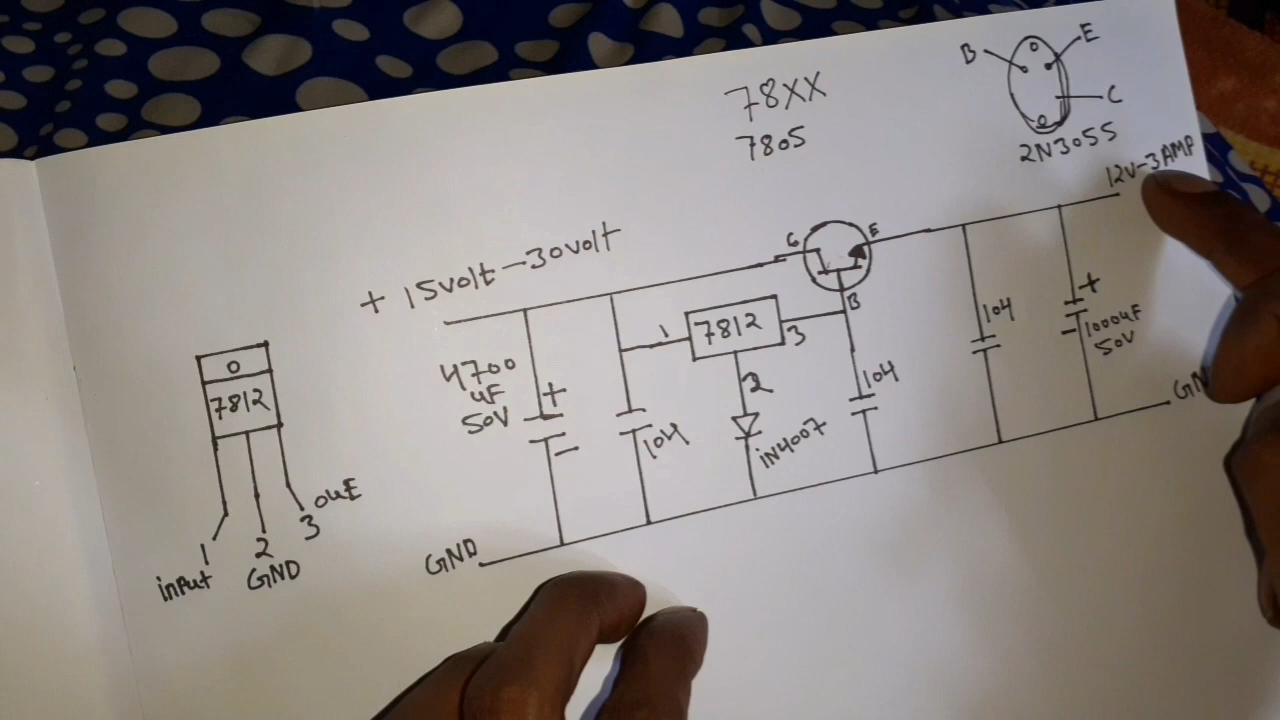 78XX
7805
B
E
C
2N3055
12V-3AMP
+ 15volt-30volt
C
E
B
4700
uF
50V
+
-
104
1
7812
3
2
iN4007
104
104
+
-
1000uF
50V
GND
0
7812
1
input
2
GND
3
out